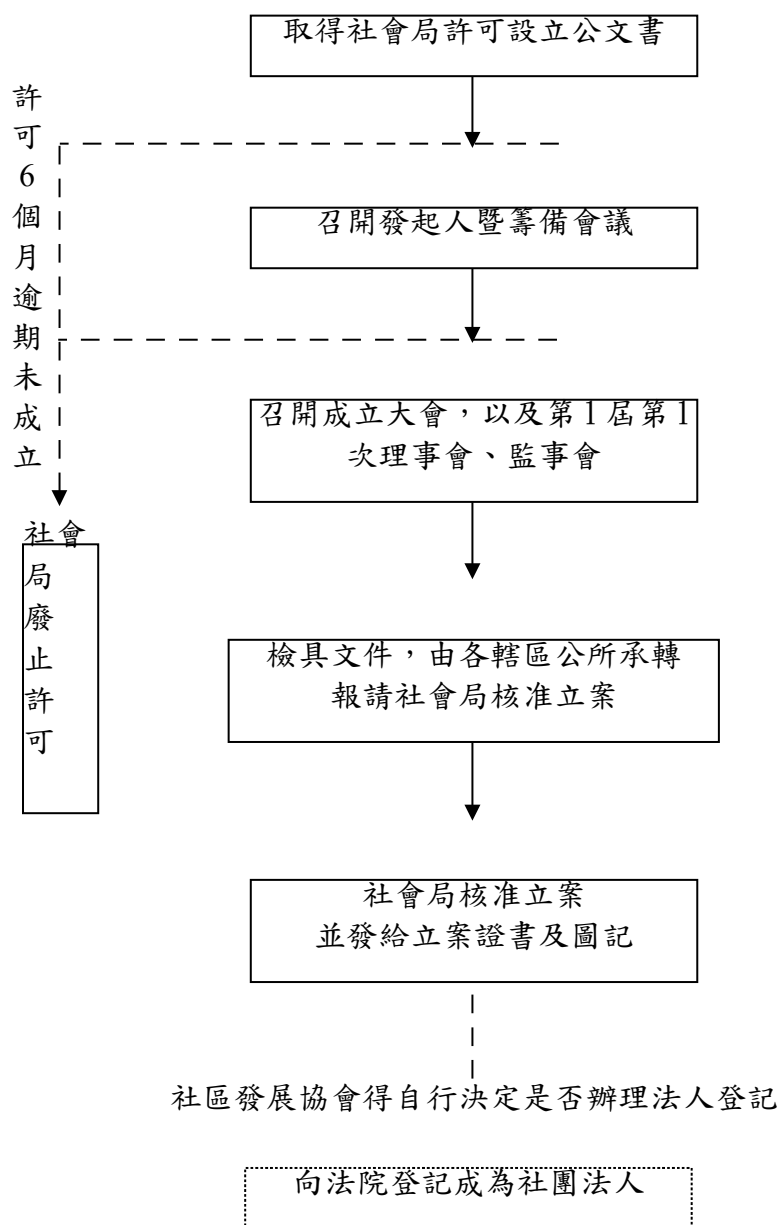 取得社會局許可設立公文書
許可6個月逾期未成立
召開發起人暨籌備會議
召開成立大會，以及第1屆第1
次理事會、監事會
社會
局
廢
止
許
可
檢具文件，由各轄區公所承轉
報請社會局核准立案
社會局核准立案
並發給立案證書及圖記
社區發展協會得自行決定是否辦理法人登記
向法院登記成為社團法人